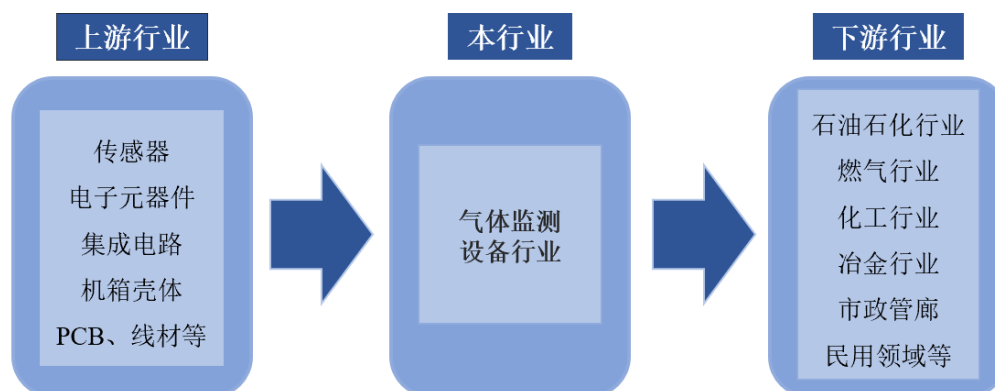 上游行业
传感器
电子元器件
集成电路
机箱壳体
PCB、线材等
本行业
气体监测
设备行业
下游行业
石油石化行业
燃气行业
化工行业
冶金行业
市政管廊
民用领域等